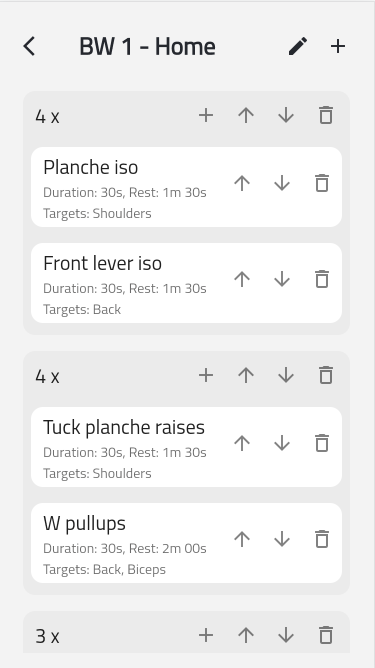 BW 1 - Home
4 x
Planche iso
Duration: 30s, Rest: 1m 30s
Targets: Shoulders
Front lever iso
Duration: 30s, Rest: 1m 30s
Targets: Back
4 x
Tuck planche raises
Duration: 30s, Rest: 1m 30s
Targets: Shoulders
W pullups
Duration: 30s, Rest: 2m 00s
Targets: Back, Biceps
3 x